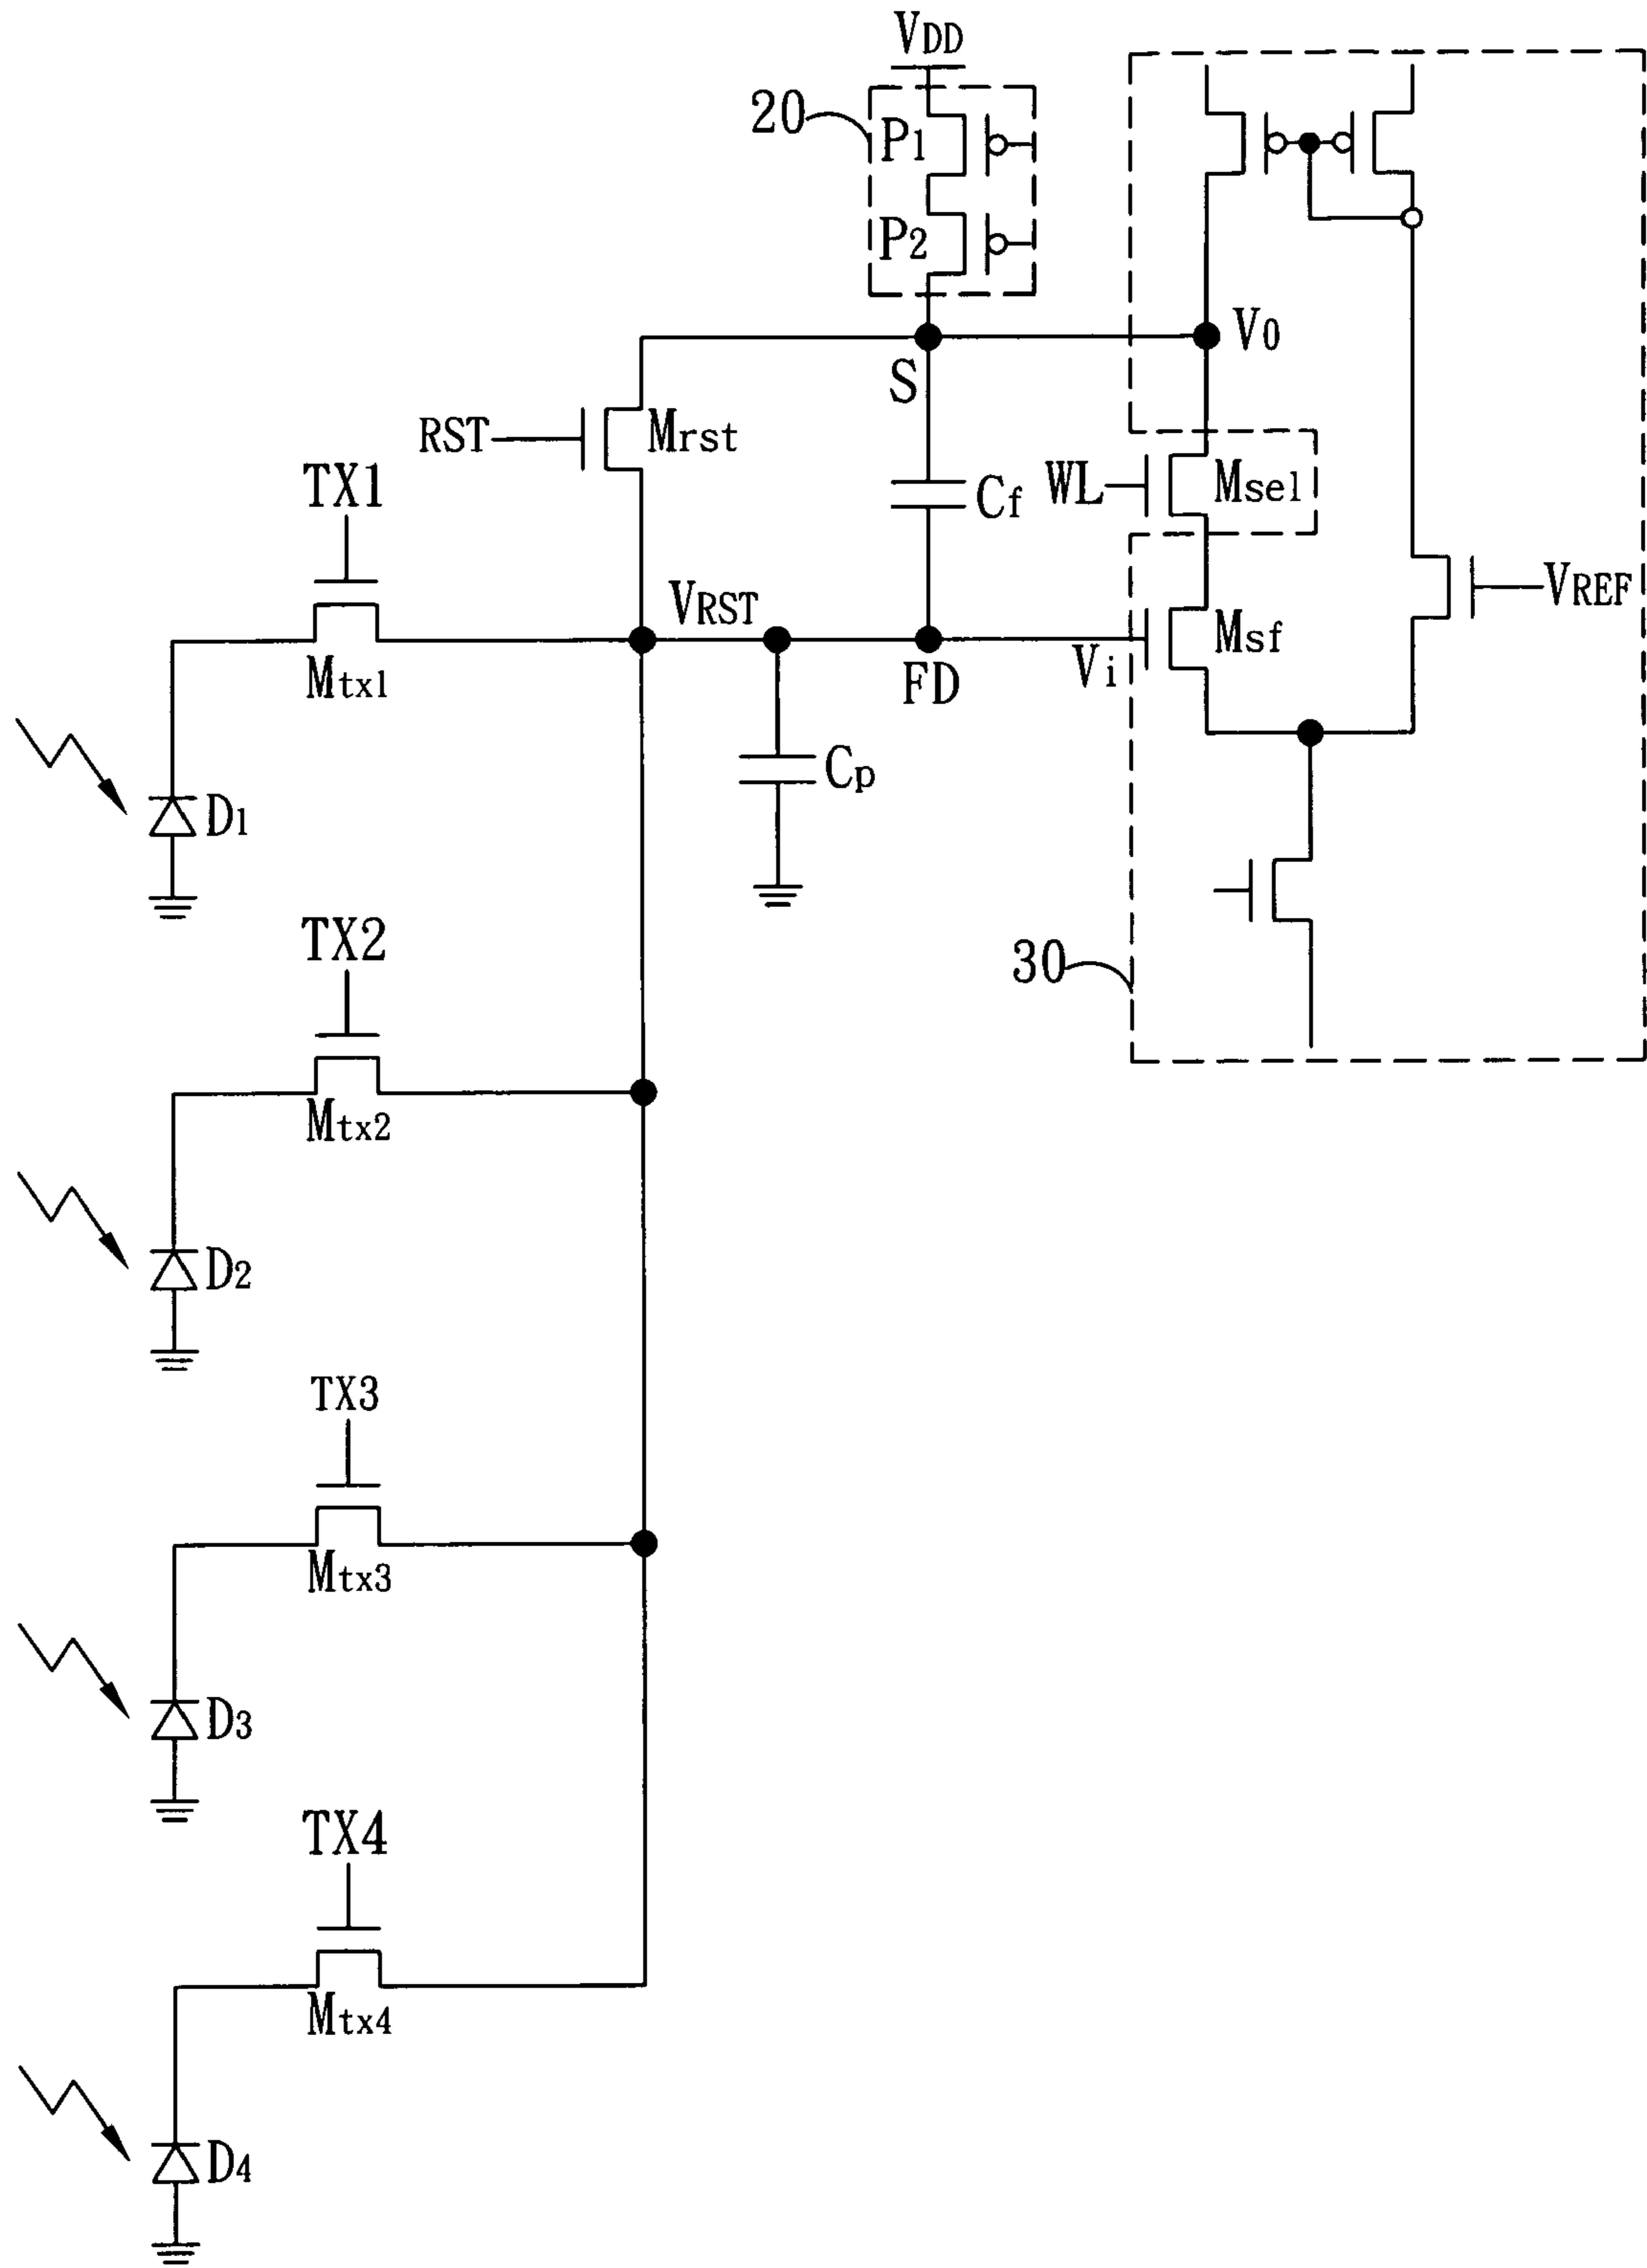 VDD
20
P1
P2
V0
S
RST
Mrst
Cf
WL
Msel
TX1
VRST
VREF
Mtx1
FD
Vi
Msf
Cp
D1
TX2
30
Mtx2
D2
TX3
Mtx3
D3
TX4
Mtx4
D4